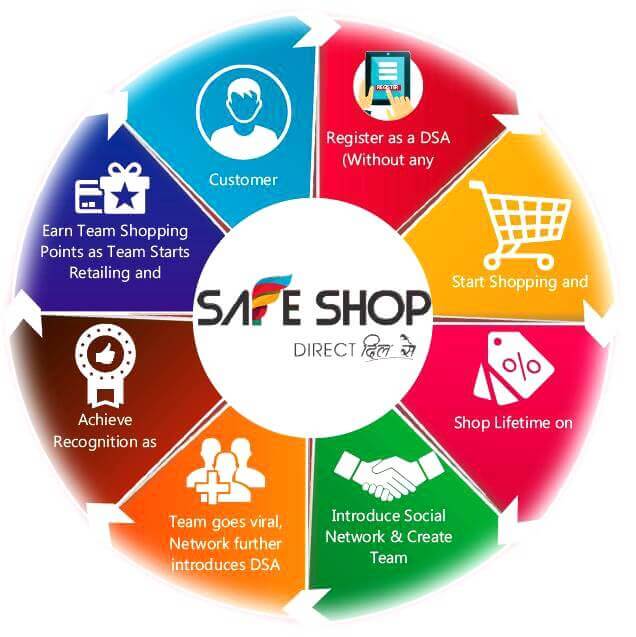 Customer
REGISTER
Register as a DSA
(Without any
Start Shopping and
Shop Lifetime on
Introduce Social
Network & Create
Team
Team goes viral,
Network further
introduces DSA
Achieve
Recognition as
Earn Team Shopping
Points as Team Starts
Retailing and
SAFE SHOP
DIRECT दिल से
%